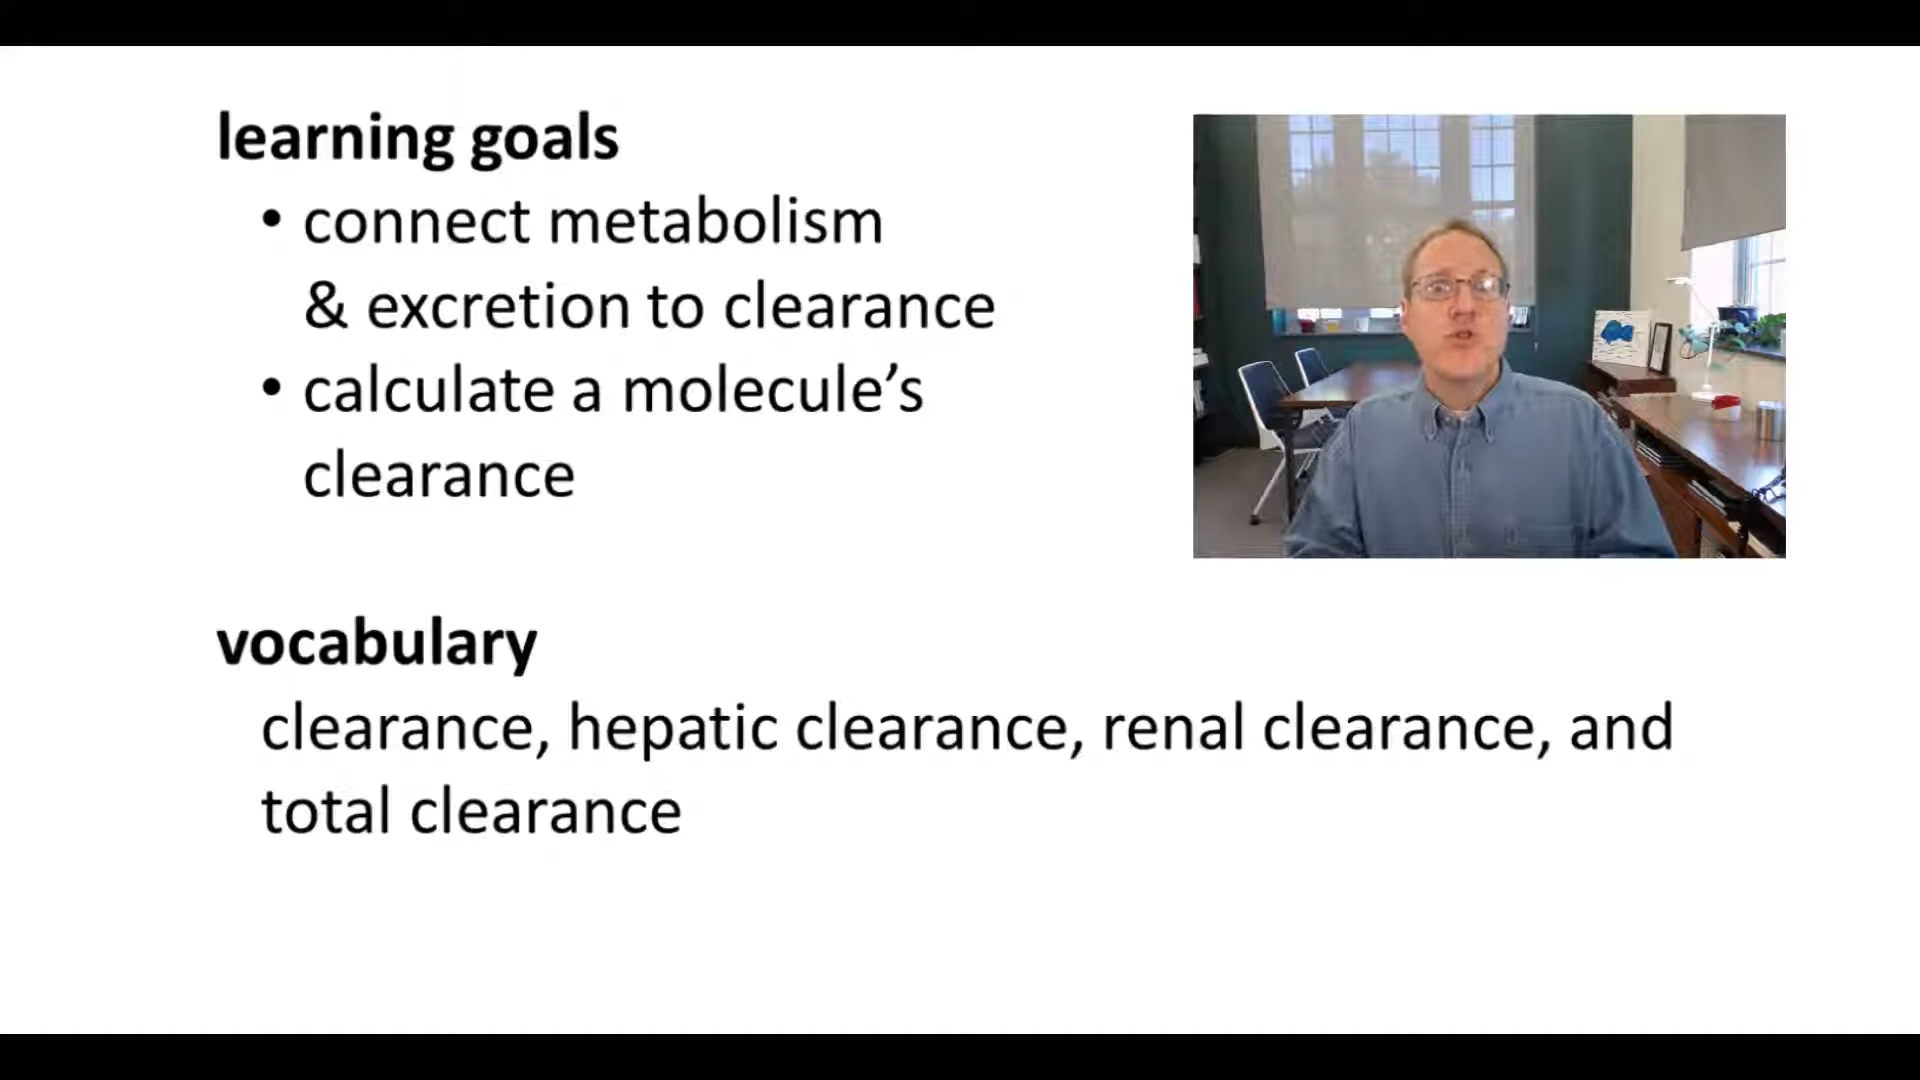 learning goals
• connect metabolism
& excretion to clearance
• calculate a molecule’s
clearance
vocabulary
clearance, hepatic clearance, renal clearance, and
total clearance